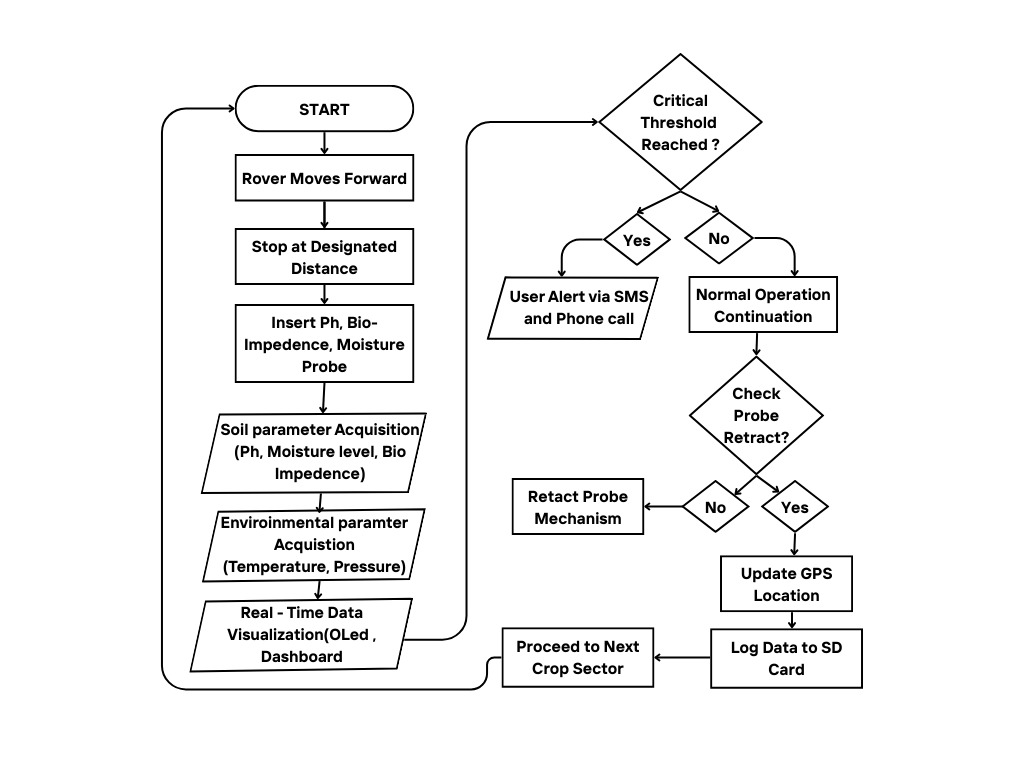 START
Rover Moves Forward
Stop at Designated
Distance
Insert Ph, Bio-
Impedence, Moisture
Probe
Soil parameter Acquisition
(Ph, Moisture level, Bio
Impedence)
Enviroinmental paramter
Acquistion
(Temperature, Pressure)
Real - Time Data
Visualization(OLed ,
Dashboard
Critical
Threshold
Reached ?
Yes
No
User Alert via SMS
and Phone call
Normal Operation
Continuation
Check
Probe
Retract?
No
Yes
Retact Probe
Mechanism
Update GPS
Location
Log Data to SD
Card
Proceed to Next
Crop Sector